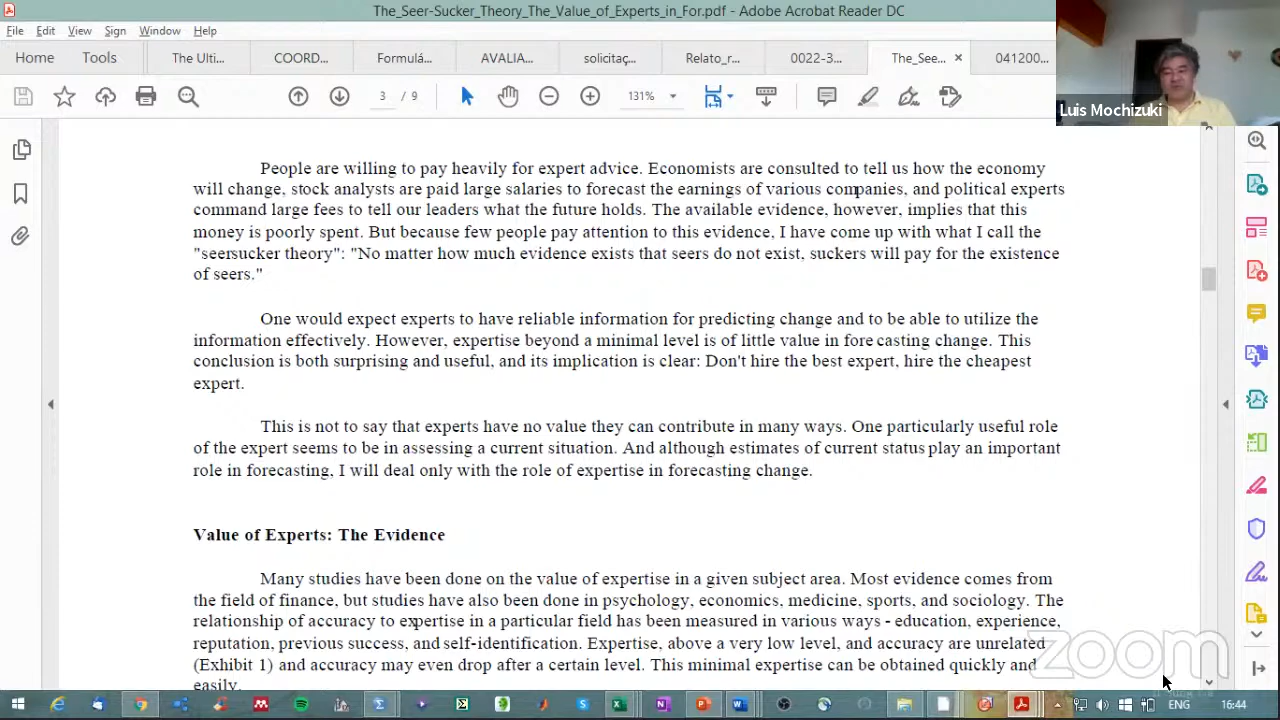 The_Seer-Sucker_Theory_The_Value_of_Experts_in_For.pdf - Adobe Acrobat Reader DC
File Edit View Sign Window Help
Home Tools The Ulti... COORD... Formulá... AVALIA... solicitaç... Relato_r... 0022-3... The_See... 041200...
3 / 9 131%
Luis Mochizuki
People are willing to pay heavily for expert advice. Economists are consulted to tell us how the economy
will change, stock analysts are paid large salaries to forecast the earnings of various companies, and political experts
command large fees to tell our leaders what the future holds. The available evidence, however, implies that this
money is poorly spent. But because few people pay attention to this evidence, I have come up with what I call the
"seersucker theory": "No matter how much evidence exists that seers do not exist, suckers will pay for the existence
of seers."
One would expect experts to have reliable information for predicting change and to be able to utilize the
information effectively. However, expertise beyond a minimal level is of little value in fore casting change. This
conclusion is both surprising and useful, and its implication is clear: Don't hire the best expert, hire the cheapest
expert.
This is not to say that experts have no value they can contribute in many ways. One particularly useful role
of the expert seems to be in assessing a current situation. And although estimates of current status play an important
role in forecasting, I will deal only with the role of expertise in forecasting change.
Value of Experts: The Evidence
Many studies have been done on the value of expertise in a given subject area. Most evidence comes from
the field of finance, but studies have also been done in psychology, economics, medicine, sports, and sociology. The
relationship of accuracy to expertise in a particular field has been measured in various ways - education, experience,
reputation, previous success, and self-identification. Expertise, above a very low level, and accuracy are unrelated
(Exhibit 1) and accuracy may even drop after a certain level. This minimal expertise can be obtained quickly and
easily.
zoom
ENG 16:44